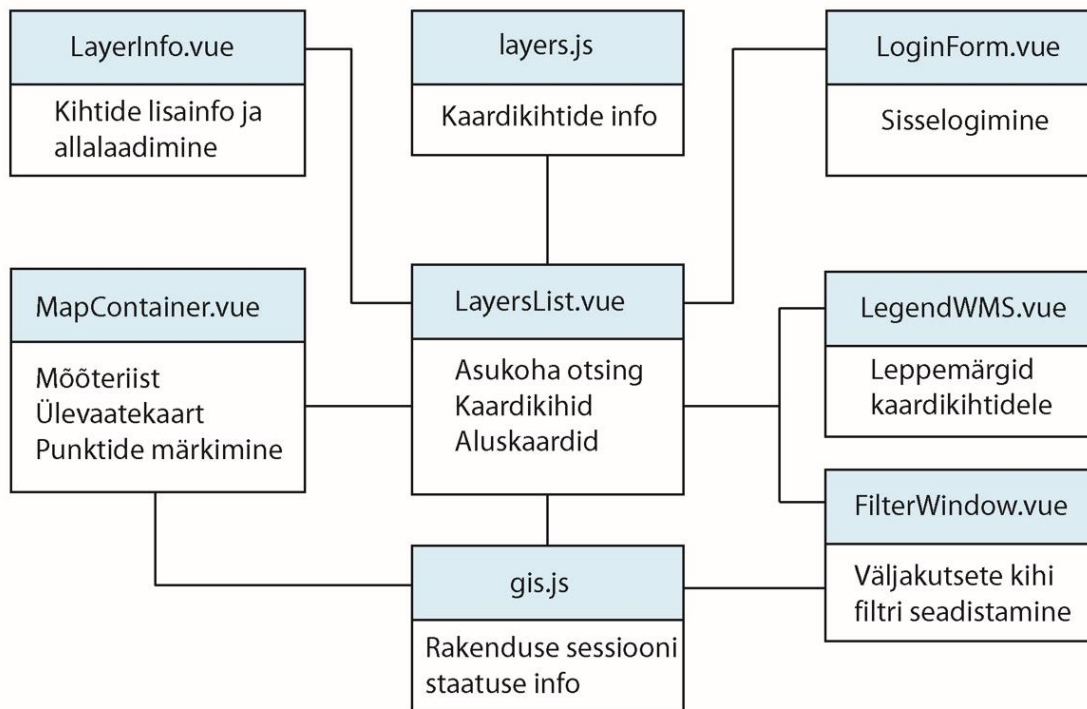 LayerInfo.vue
Kihtide lisainfo ja
allalaadimine
layers.js
Kaardikihtide info
LoginForm.vue
Sisselogimine
MapContainer.vue
Mõõteriist
Ülevaatekaart
Punktide märkimine
LayersList.vue
Asukoha otsing
Kaardikihid
Aluskaardid
LegendWMS.vue
Leppemärgid
kaardikihtidele
FilterWindow.vue
Väljakutsete kihi
filtri seadistamine
gis.js
Rakenduse sessiooni
staatuse info